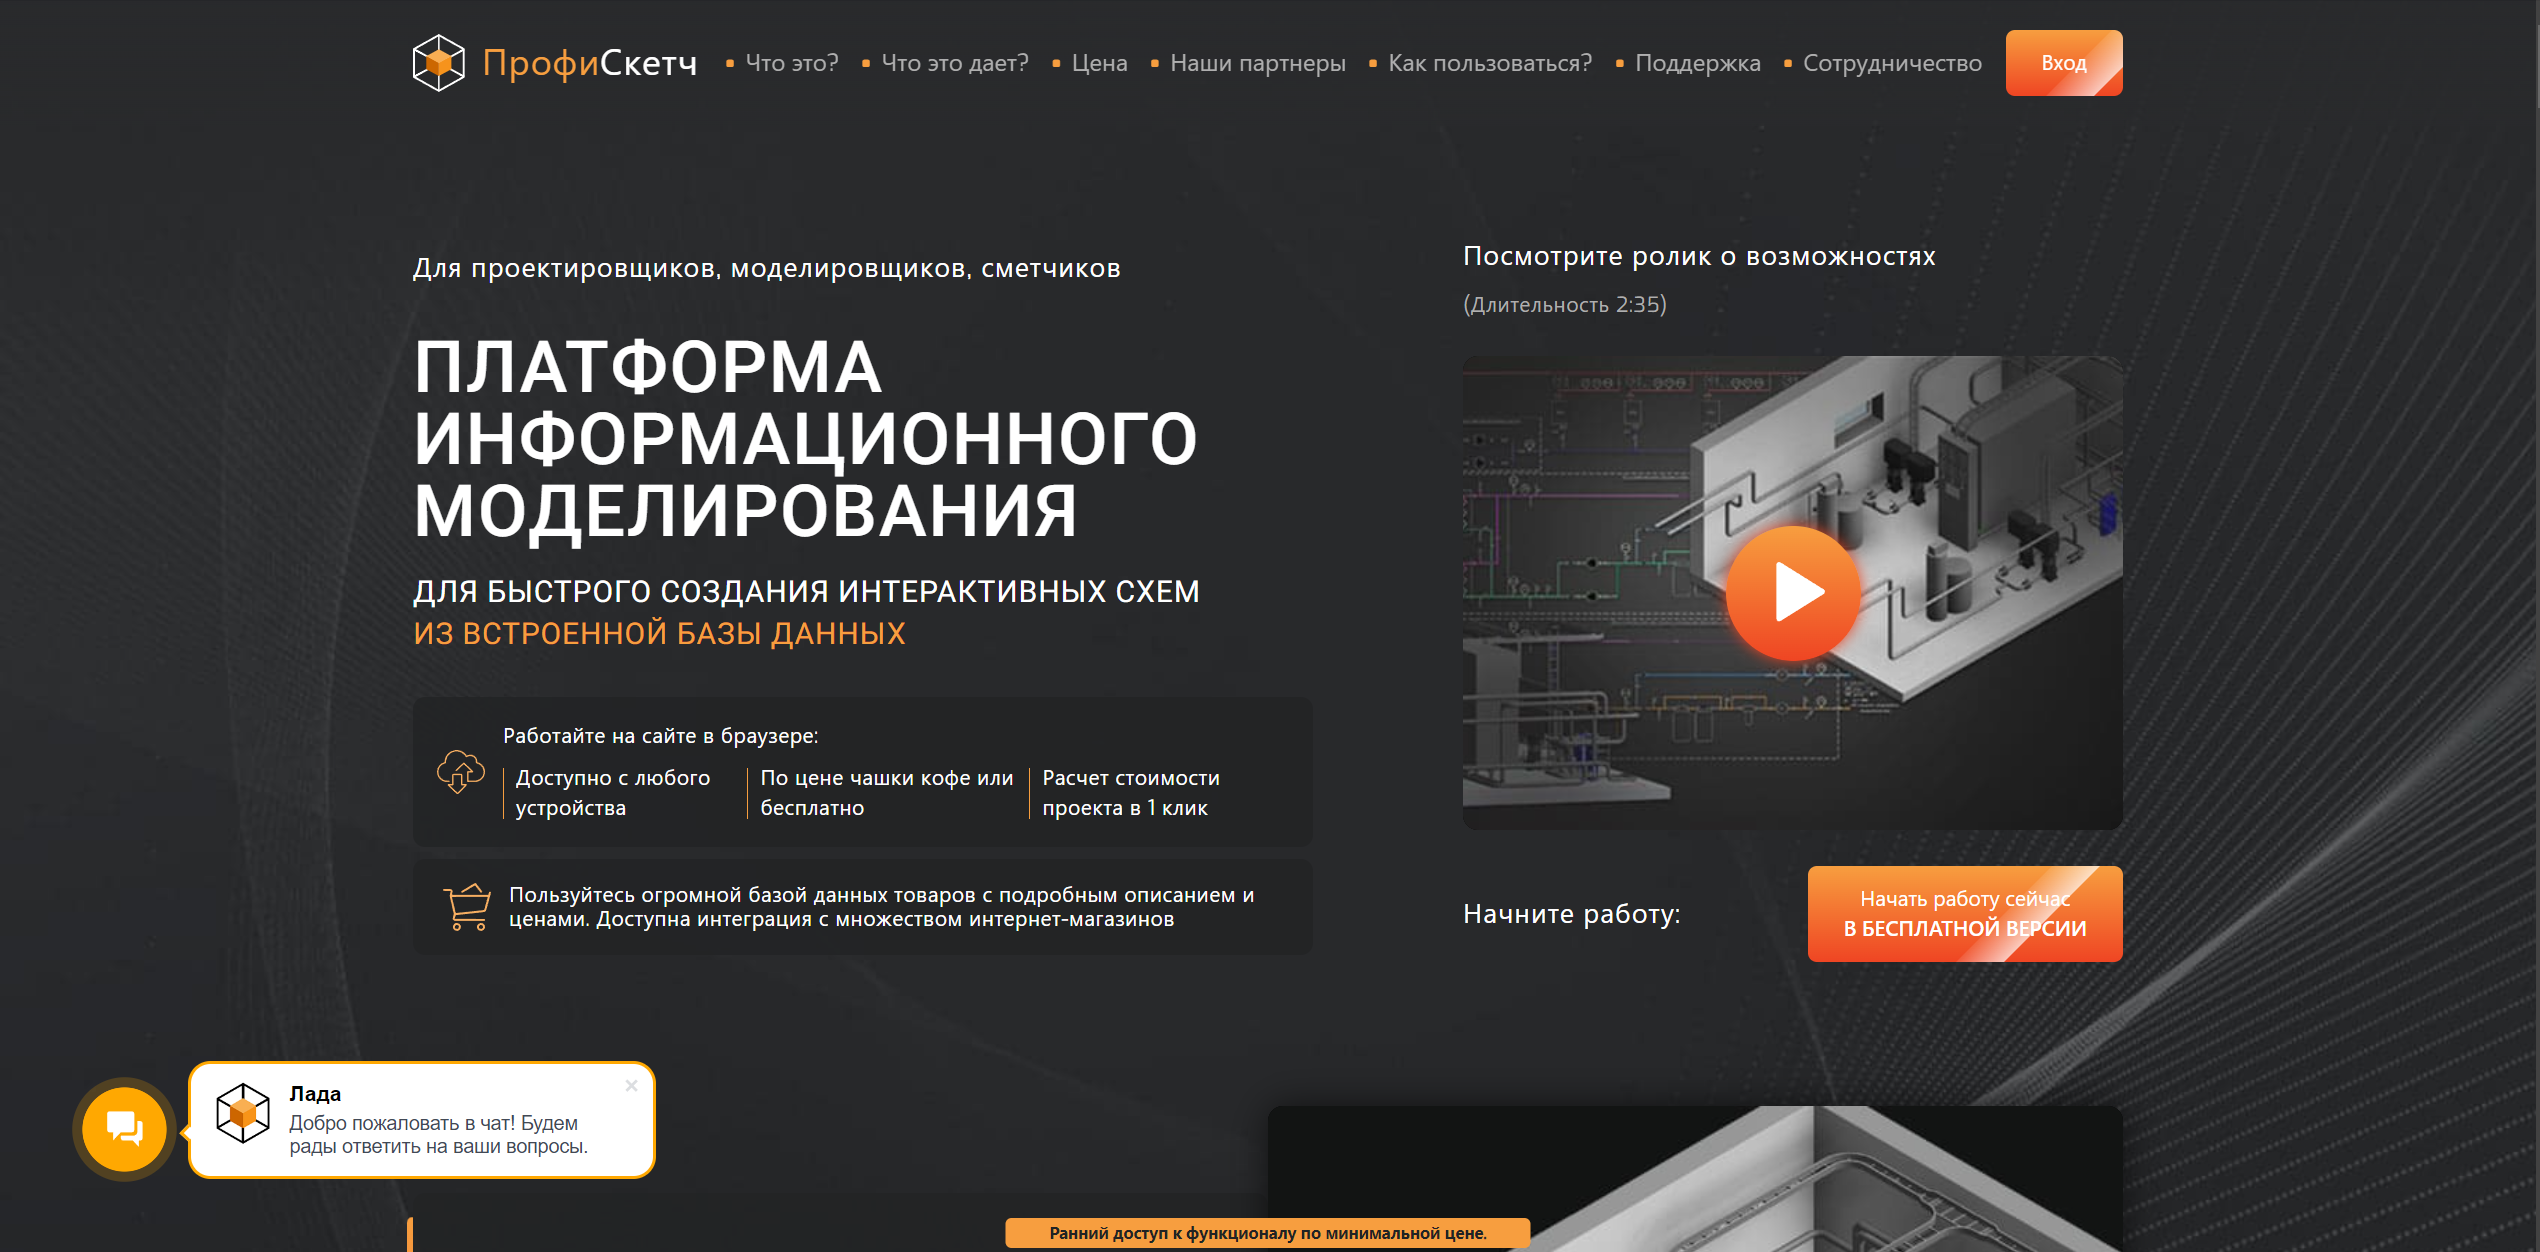 ПрофиСкетч
Что это?
Что это дает?
Цена
Наши партнеры
Как пользоваться?
Поддержка
Сотрудничество
Вход
Для проектировщиков, моделировщиков, сметчиков
ПЛАТФОРМА
ИНФОРМАЦИОННОГО
МОДЕЛИРОВАНИЯ
ДЛЯ БЫСТРОГО СОЗДАНИЯ ИНТЕРАКТИВНЫХ СХЕМ
ИЗ ВСТРОЕННОЙ БАЗЫ ДАННЫХ
Работайте на сайте в браузере:
Доступно с любого
устройства
По цене чашки кофе или
бесплатно
Расчет стоимости
проекта в 1 клик
Пользуйтесь огромной базой данных товаров с подробным описанием и
ценами. Доступна интеграция с множеством интернет-магазинов
Посмотрите ролик о возможностях
(Длительность 2:35)
Начните работу:
Начать работу сейчас
В БЕСПЛАТНОЙ ВЕРСИИ
Лада
Добро пожаловать в чат! Будем
рады ответить на ваши вопросы.
Ранний доступ к функционалу по минимальной цене.